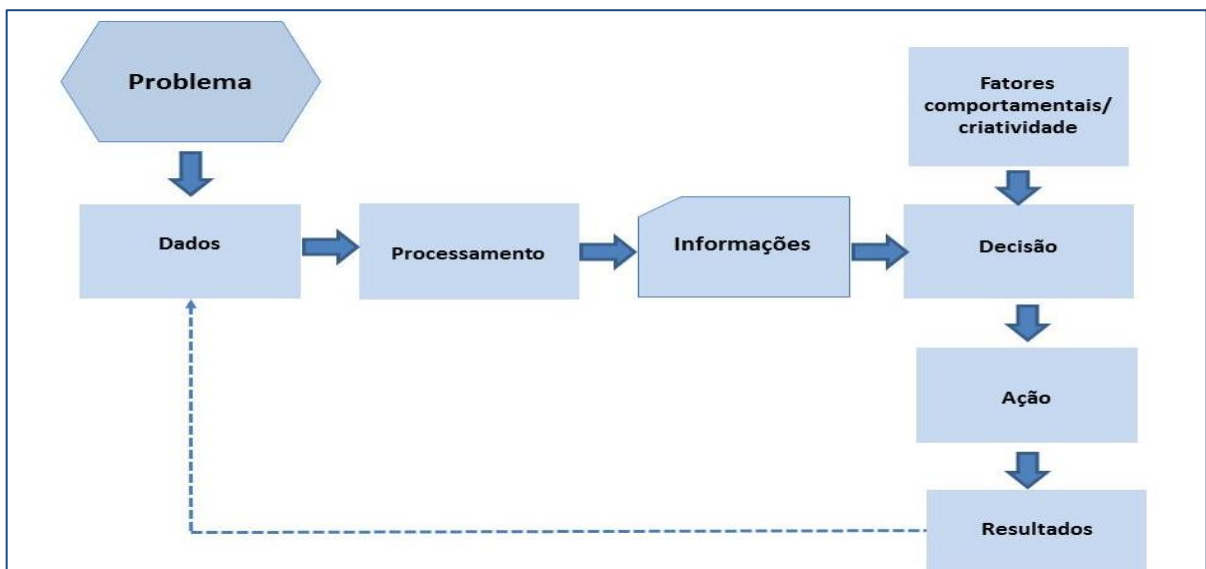 Problema
Fatores
comportamentais/
criatividade
Dados
Processamento
Informações
Decisão
Ação
Resultados